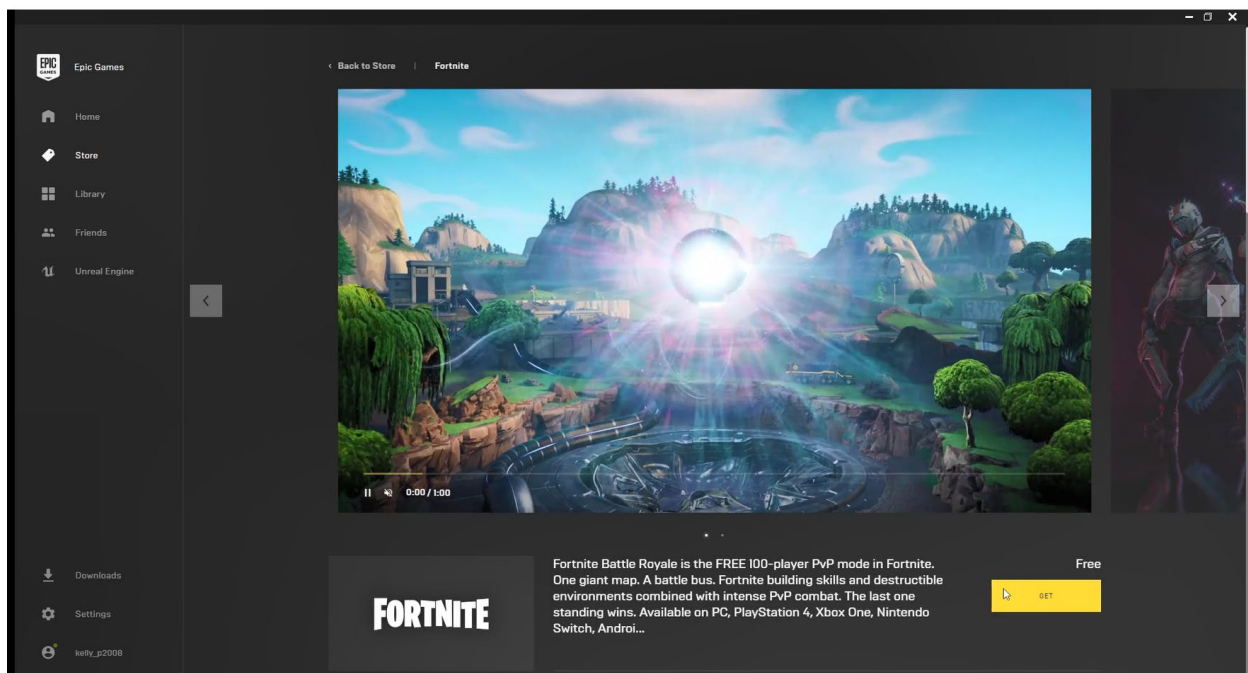 EPIC
GAMES
Epic Games
Home
Store
Library
Friends
Unreal Engine
Downloads
Settings
kelly_p2008
Back to Store | Fortnite
0:00 / 1:00
FORTNITE
Fortnite Battle Royale is the FREE 100-player PvP mode in Fortnite.
One giant map. A battle bus. Fortnite building skills and destructible
environments combined with intense PvP combat. The last one
standing wins. Available on PC, PlayStation 4, Xbox One, Nintendo
Switch, Androi...
Free
GET